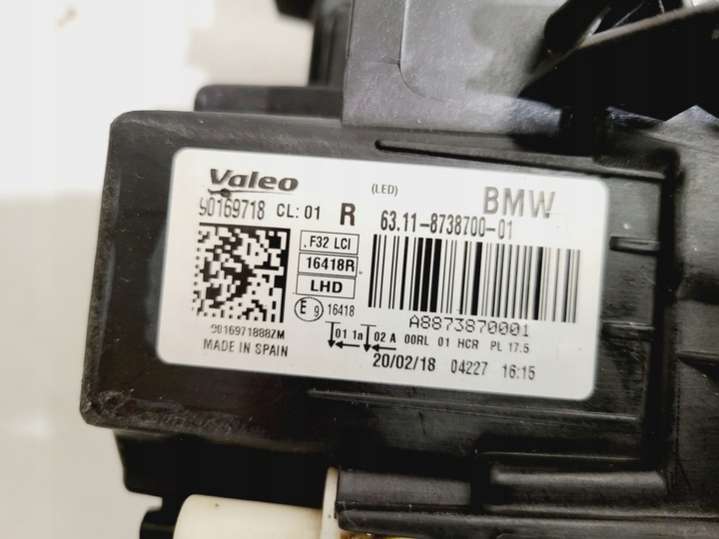 Valeo (LED) BMW
90169718 CL: 01 R 63.11-8738700-01
.F32 LCI
16418R
LHD
E 9 16418
A8873870001
9016971888ZM
01 1a 02 A 00RL 01 HCR PL 17.5
MADE IN SPAIN
20/02/18 04227 16:15